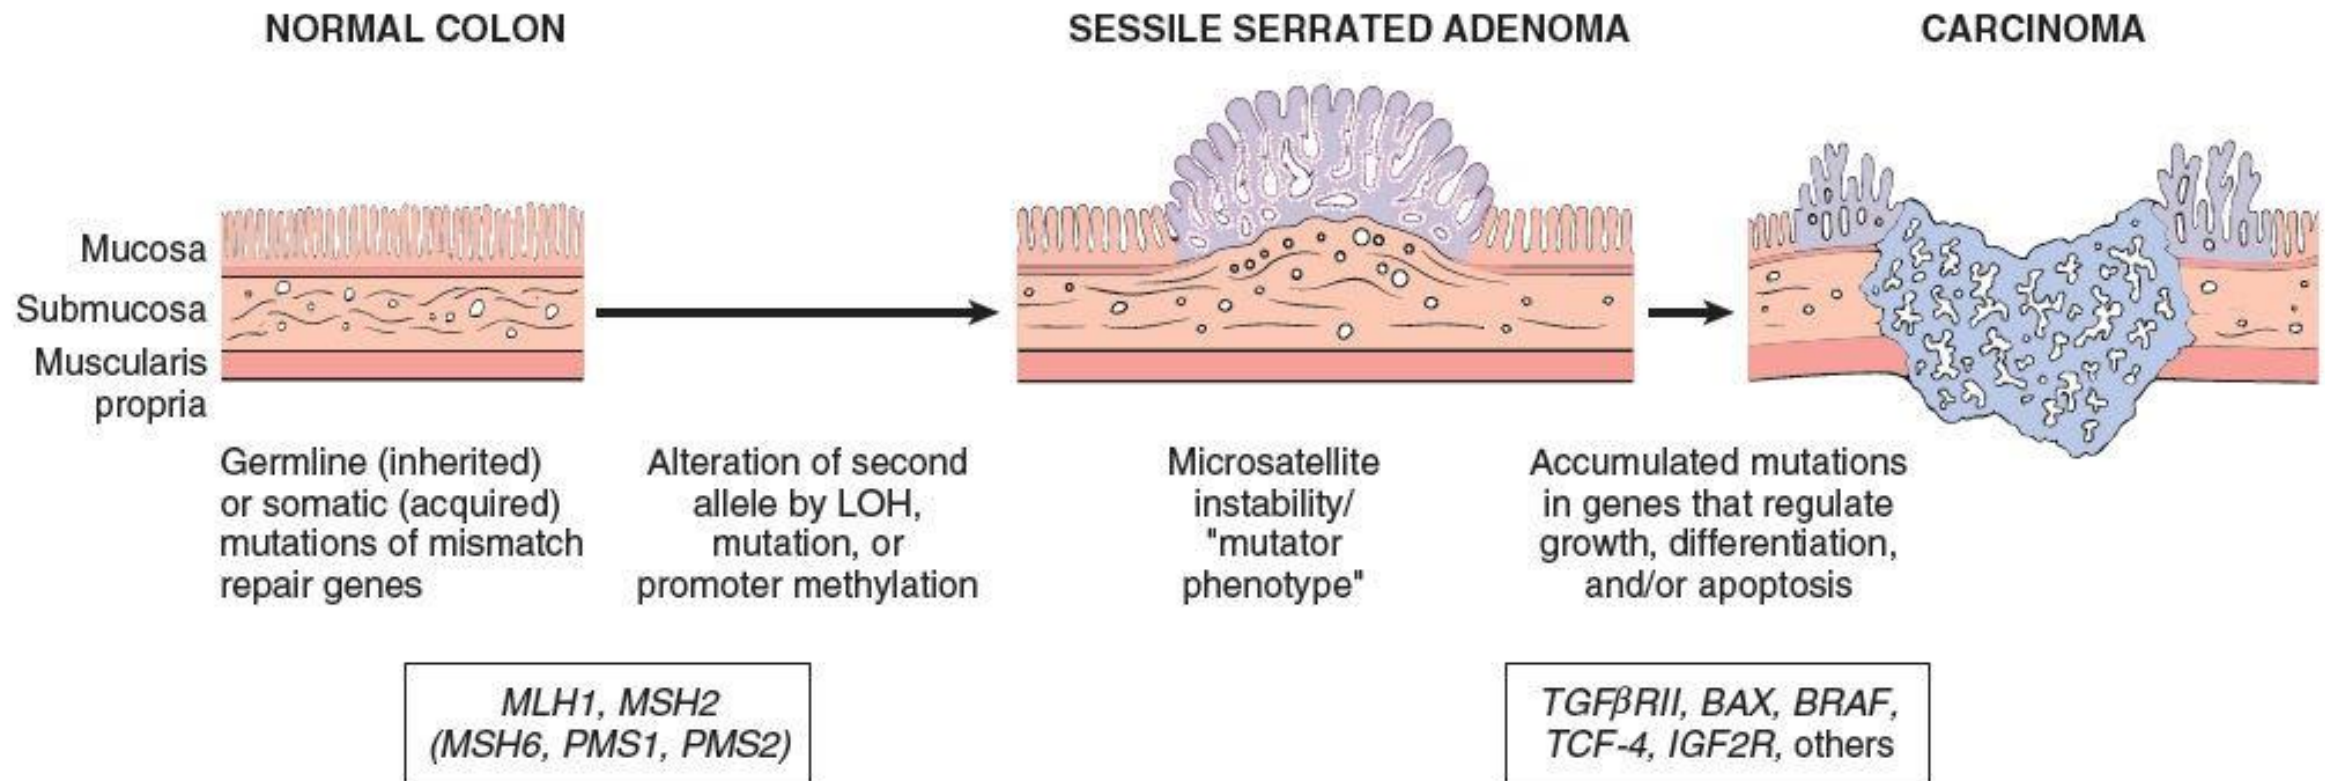 NORMAL COLON
SESSILE SERRATED ADENOMA
CARCINOMA
Mucosa
Submucosa
Muscularis
propria
Germline (inherited)
or somatic (acquired)
mutations of mismatch
repair genes
Alteration of second
allele by LOH,
mutation, or
promoter methylation
Microsatellite
instability/
"mutator
phenotype"
Accumulated mutations
in genes that regulate
growth, differentiation,
and/or apoptosis
MLH1, MSH2
(MSH6, PMS1, PMS2)
TGFβRII, BAX, BRAF,
TCF-4, IGF2R, others